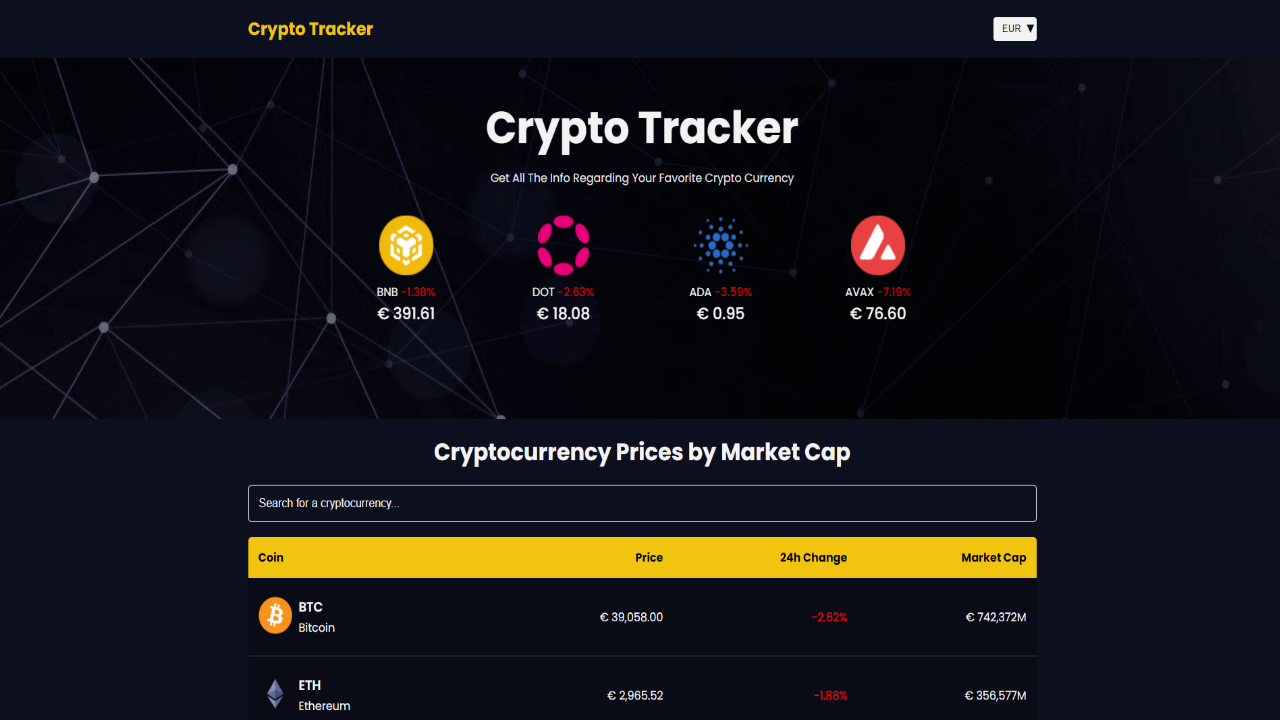 Crypto Tracker
EUR ▼
Crypto Tracker
Get All The Info Regarding Your Favorite Crypto Currency
BNB -1.38% DOT -2.63% ADA -3.59% AVAX -7.19%
€ 391.61 € 18.08 € 0.95 € 76.60
Cryptocurrency Prices by Market Cap
Search for a cryptocurrency...
Coin Price 24h Change Market Cap
BTC
Bitcoin € 39,058.00 -2.62% € 742,372M
ETH
Ethereum € 2,965.52 -1.88% € 356,577M